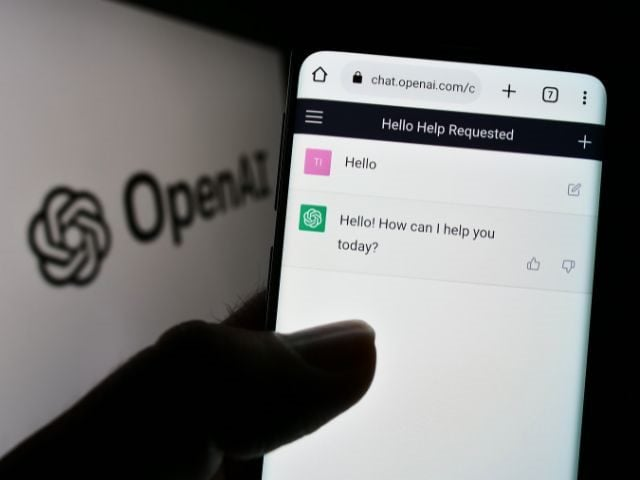 OpenAI
chat.openai.com/c
7
Hello Help Requested
TI
Hello
Hello! How can I help you
today?